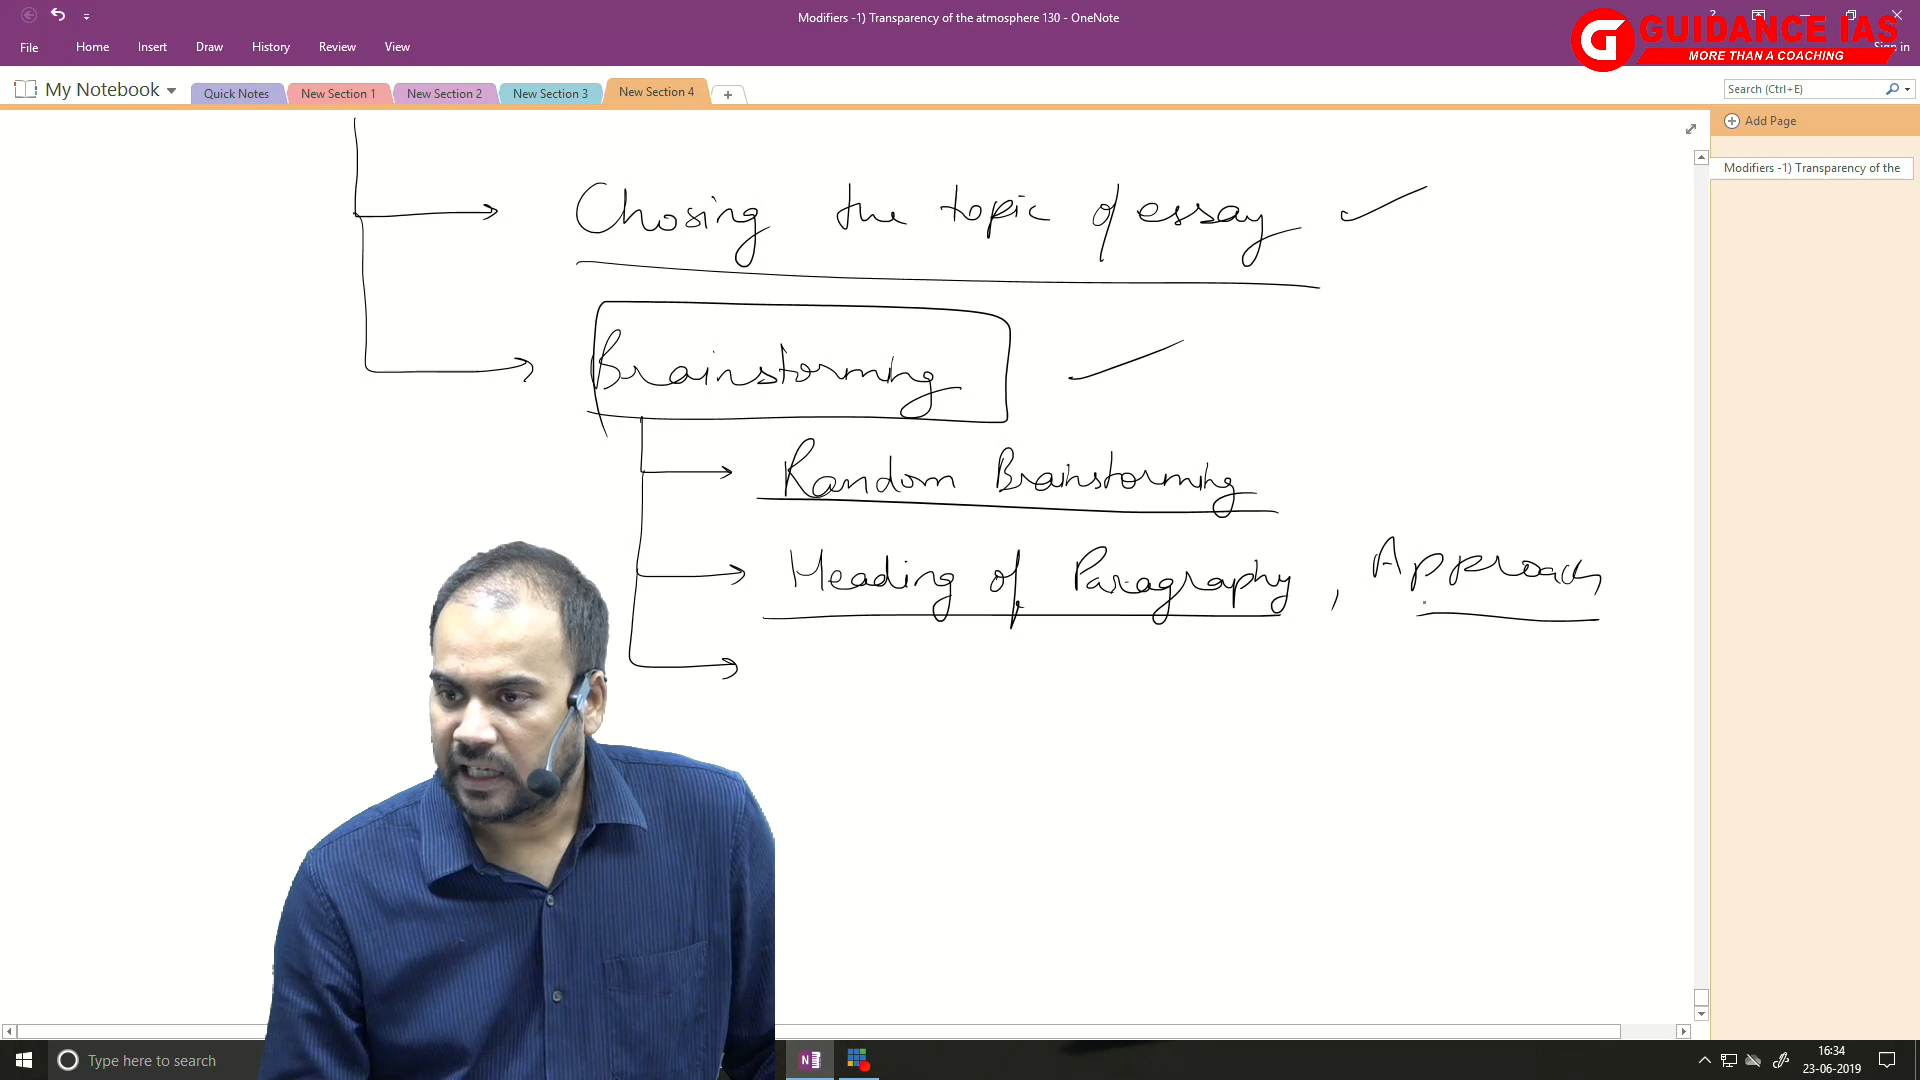 Modifiers -1) Transparency of the atmosphere 130 - OneNote
?
File Home Insert Draw History Review View
Sign in
GUIDANCE IAS
MORE THAN A COACHING
G
My Notebook
Quick Notes New Section 1 New Section 2 New Section 3 New Section 4 +
Search (Ctrl+E)
Add Page
Modifiers -1) Transparency of the
Chosing the topic of essay
Brainstorming
Random Brainstorming
Heading of Paragraphy , Approach
Type here to search
N
16:34
23-06-2019